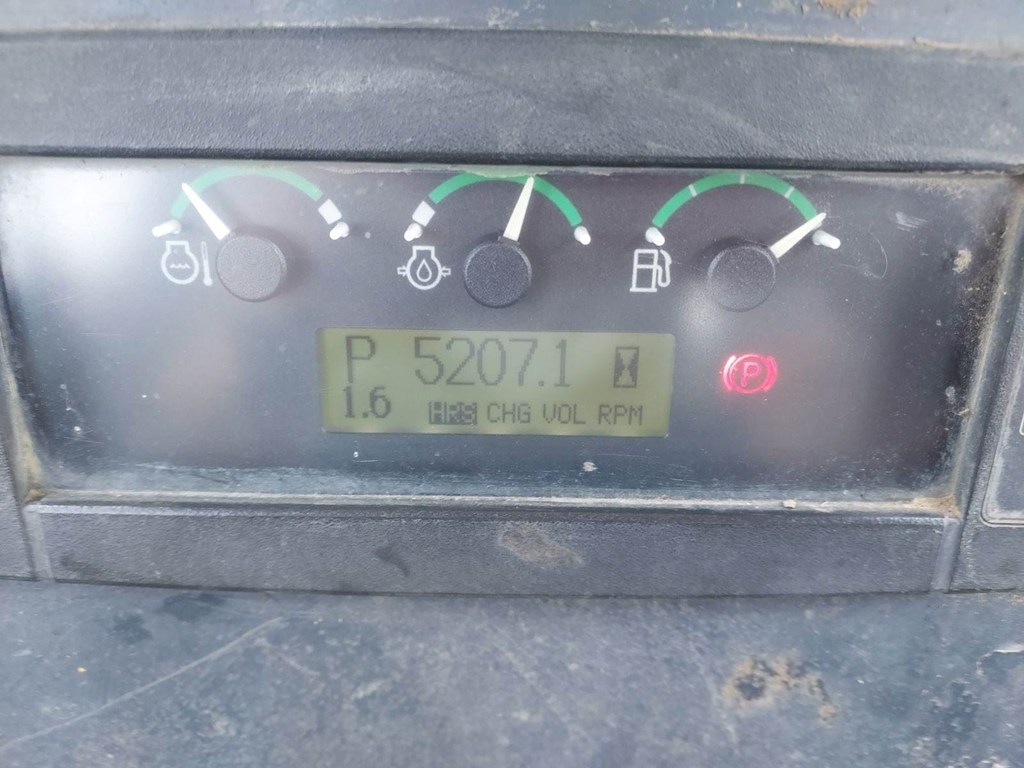 P 5207.1
1.6 HRS CHG VOL RPM
P